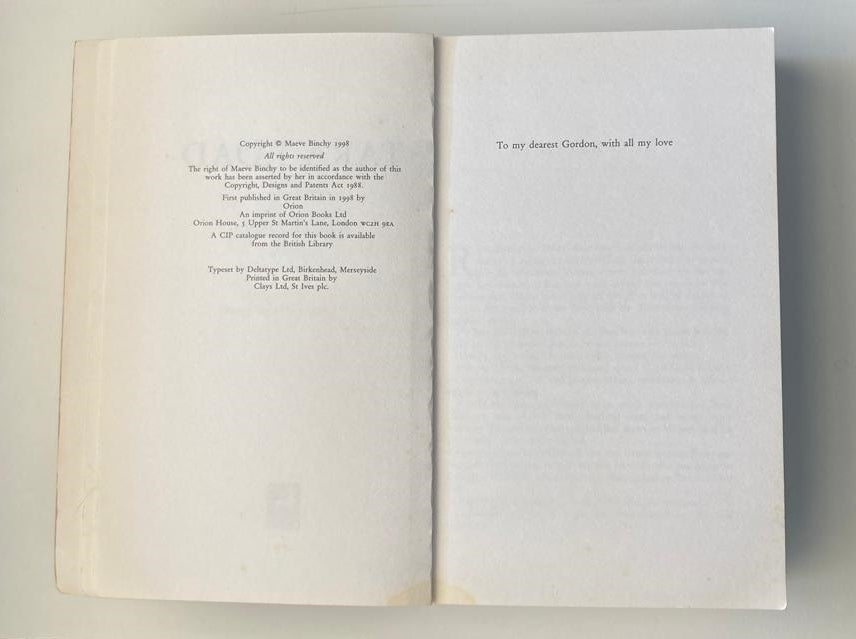 Copyright © Maeve Binchy 1998
All rights reserved
The right of Maeve Binchy to be identified as the author of this
work has been asserted by her in accordance with the
Copyright, Designs and Patents Act 1988.
First published in Great Britain in 1998 by
Orion
An imprint of Orion Books Ltd
Orion House, 5 Upper St Martin's Lane, London WC2H 9EA
A CIP catalogue record for this book is available
from the British Library
Typeset by Deltatype Ltd, Birkenhead, Merseyside
Printed in Great Britain by
Clays Ltd, St Ives plc.
To my dearest Gordon, with all my love